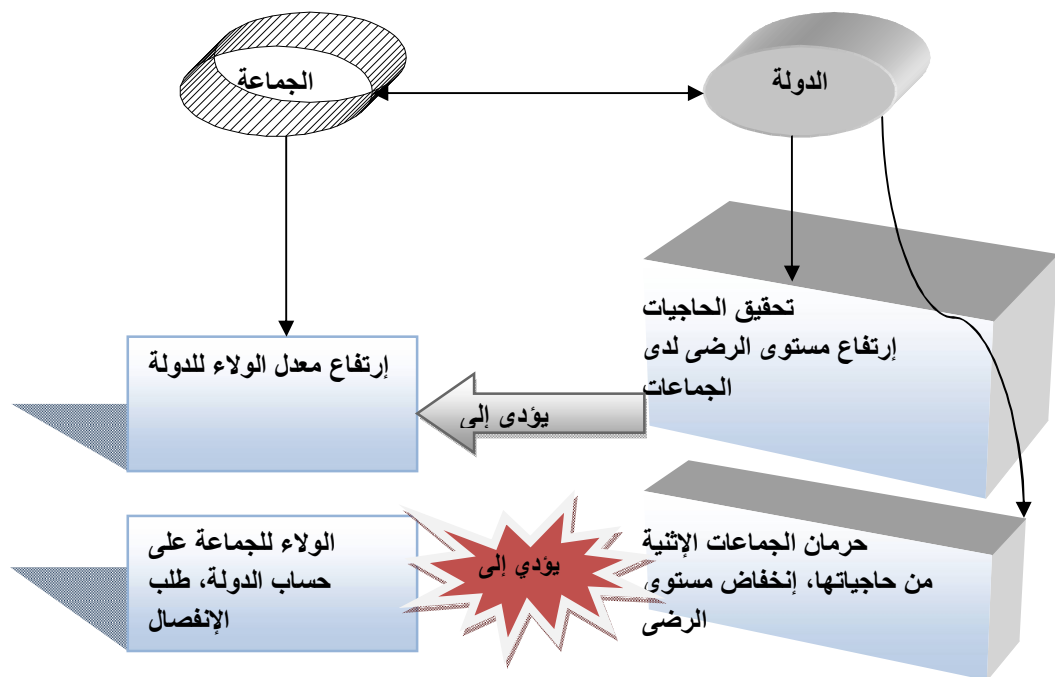 الدولة
الجماعة
تحقيق الحاجيات
إرتفاع مستوى الرضى لدى
الجماعات
يؤدى إلى
إرتفاع معدل الولاء للدولة
حرمان الجماعات الإثنية
من حاجياتها، إنخفاض مستوى
الرضى
يؤدي إلى
الولاء للجماعة على
حساب الدولة، طلب
الإنفصال